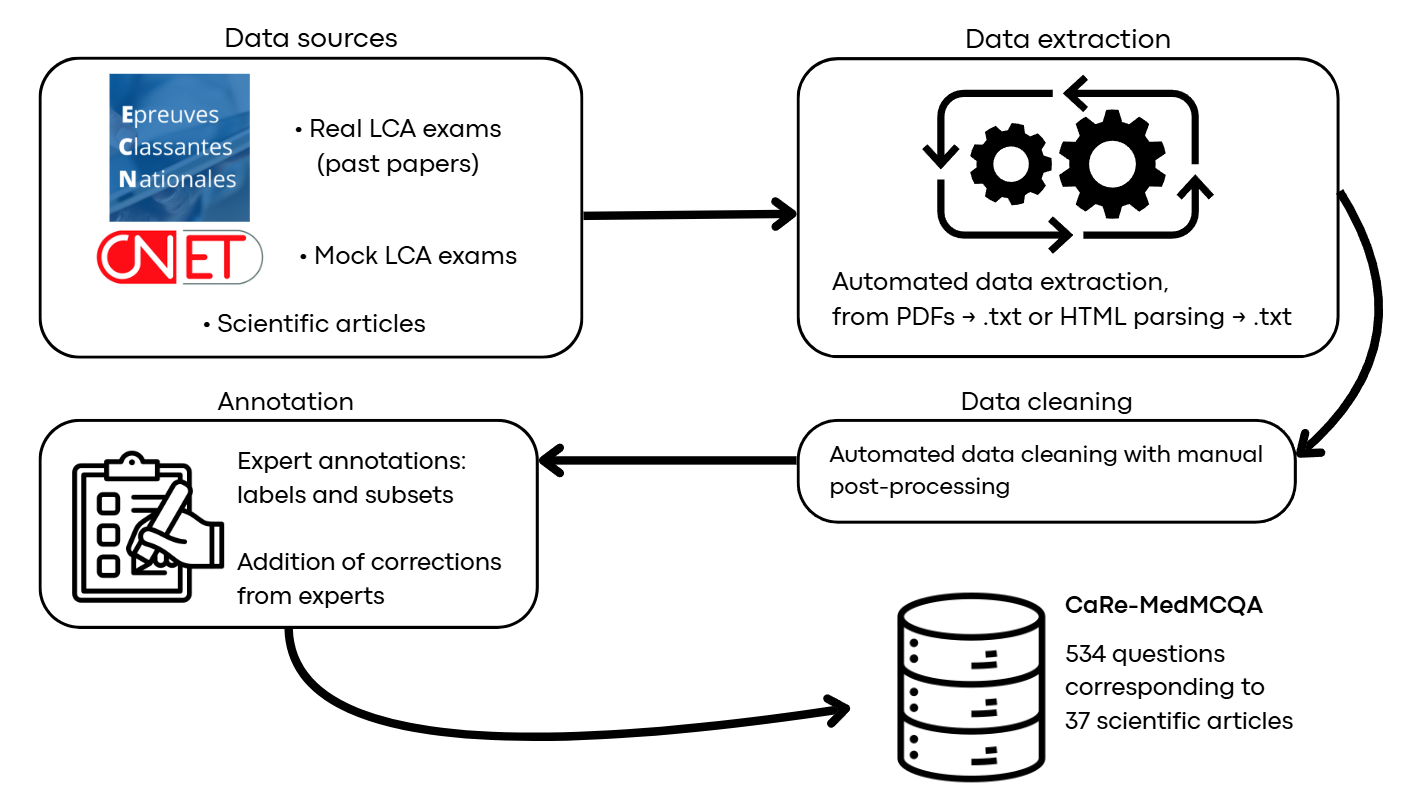 Data sources
Epreuves
Classantes
Nationales
• Real LCA exams
(past papers)
CNET
• Mock LCA exams
• Scientific articles
Data extraction
Automated data extraction,
from PDFs → .txt or HTML parsing → .txt
Data cleaning
Automated data cleaning with manual
post-processing
Annotation
Expert annotations:
labels and subsets
Addition of corrections
from experts
CaRe-MedMCQA
534 questions
corresponding to
37 scientific articles